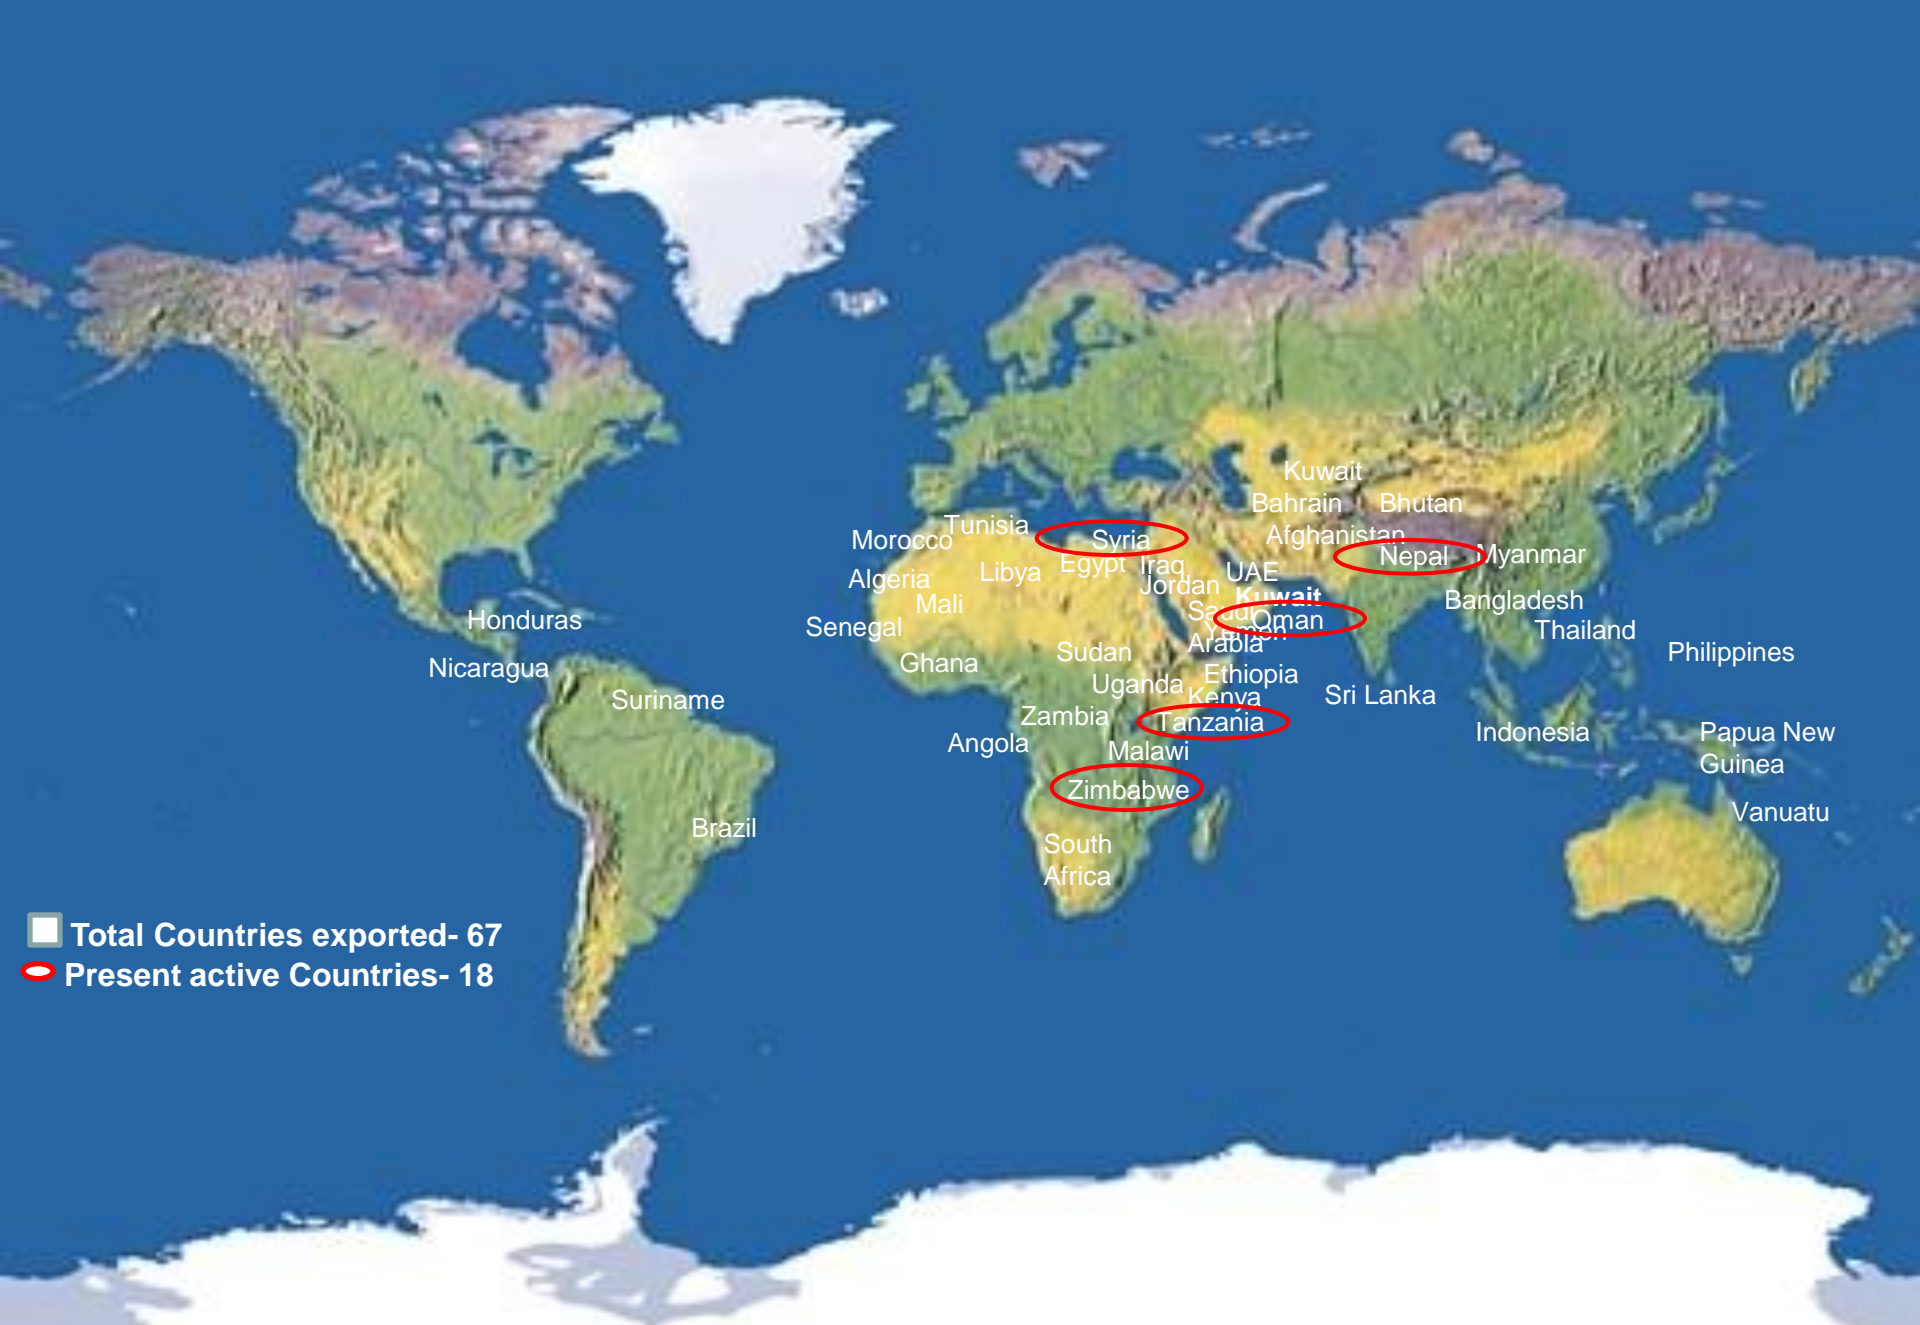 Kuwait
Bahrain
Bhutan
Tunisia
Morocco
Syria
Afghanistan
Nepal
Myanmar
Algeria
Libya
Egypt
Iraq
Jordan
UAE
Mali
Kuwait
Bangladesh
Honduras
Senegal
Saudi
Oman
Yemen
Arabia
Thailand
Nicaragua
Ghana
Sudan
Ethiopia
Philippines
Suriname
Uganda
Kenya
Sri Lanka
Zambia
Tanzania
Angola
Malawi
Indonesia
Papua New
Guinea
Zimbabwe
Vanuatu
Brazil
South
Africa
Total Countries exported- 67
Present active Countries- 18